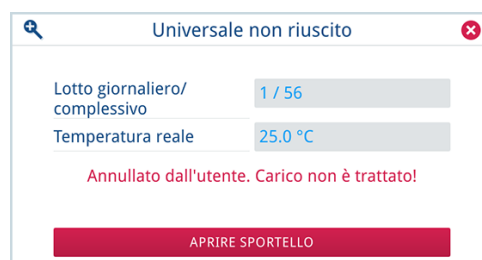 Universale non riuscito
Lotto giornaliero/
complessivo
1 / 56
Temperatura reale
25.0 °C
Annullato dall'utente. Carico non è trattato!
APRIRE SPORTELLO